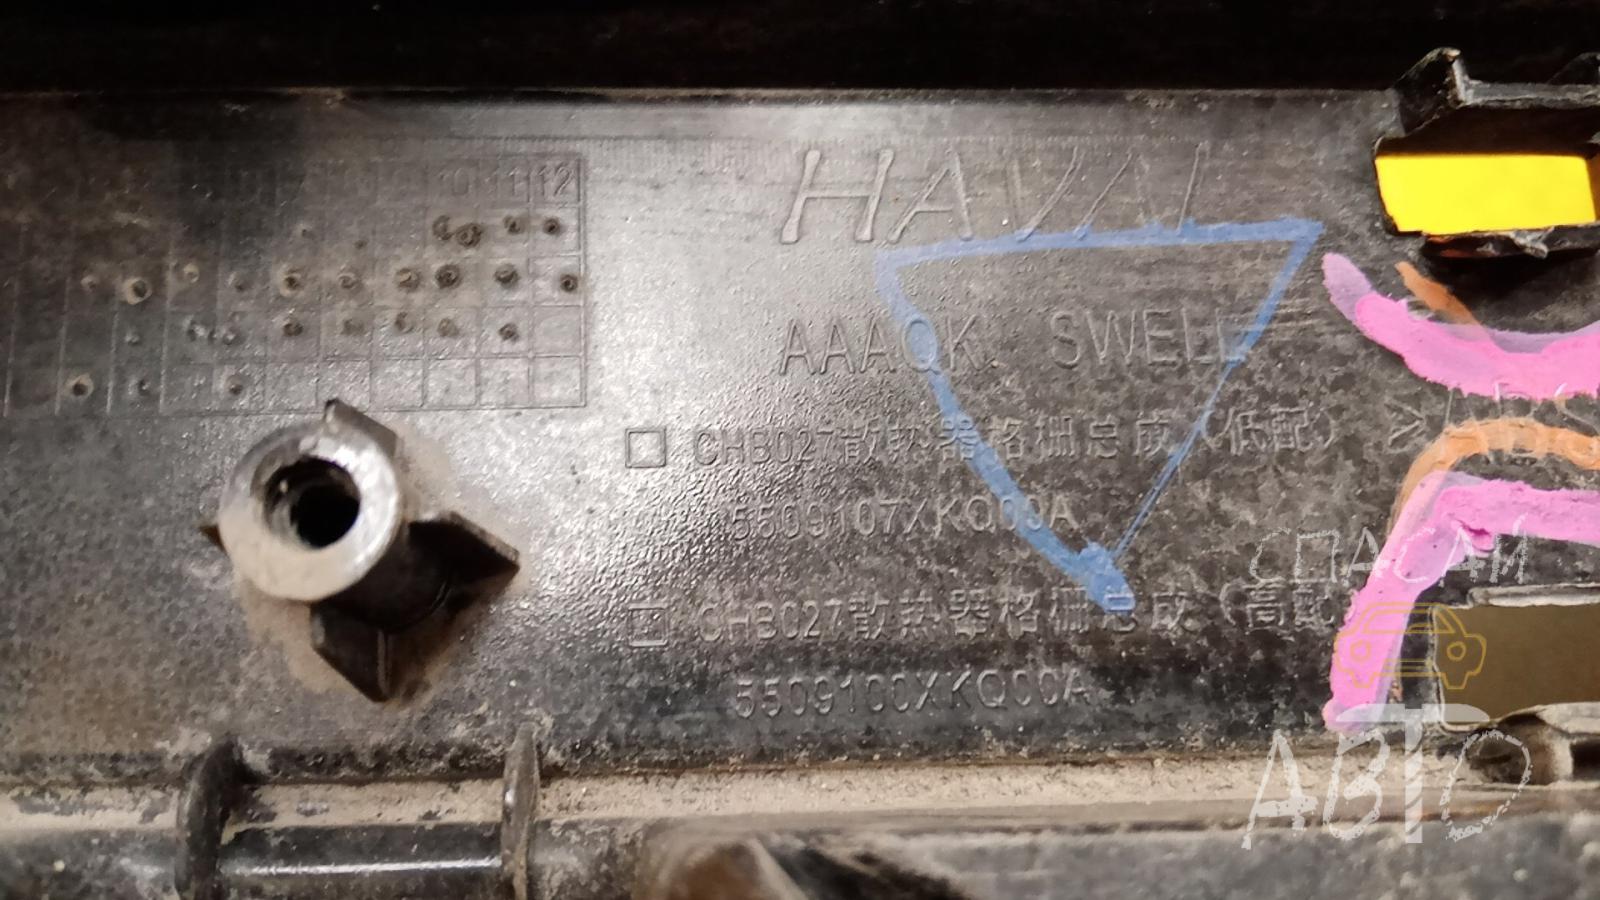 10 11 12
HAVAL
AAAQK. SWELL
CHB027散热器格栅总成(低配)
5509107XKQ00A
CHB027散热器格栅总成(高配
5509100XKQ00A
СПАСАЙ
АВТО